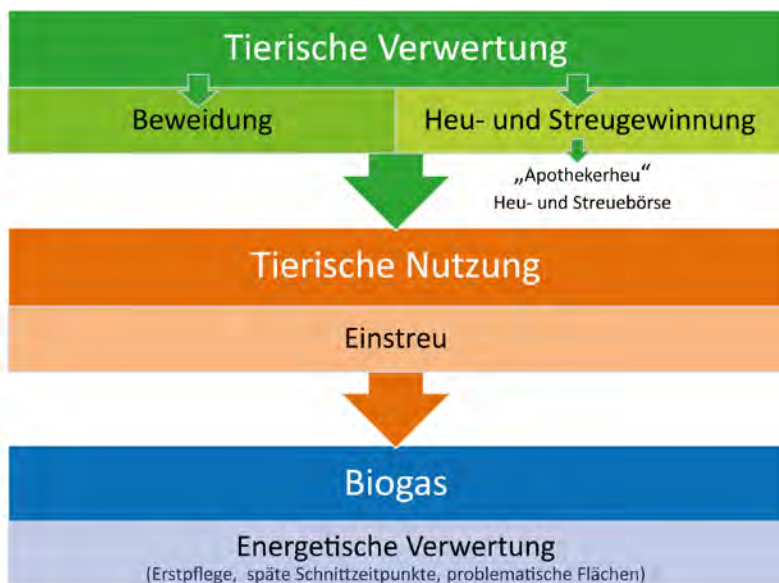 Tierische Verwertung
Beweidung
Heu- und Streugewinnung
„Apothekerheu“
Heu- und Streuebörse
Tierische Nutzung
Einstreu
Biogas
Energetische Verwertung
(Erstpflege, späte Schnittzeitpunkte, problematische Flächen)